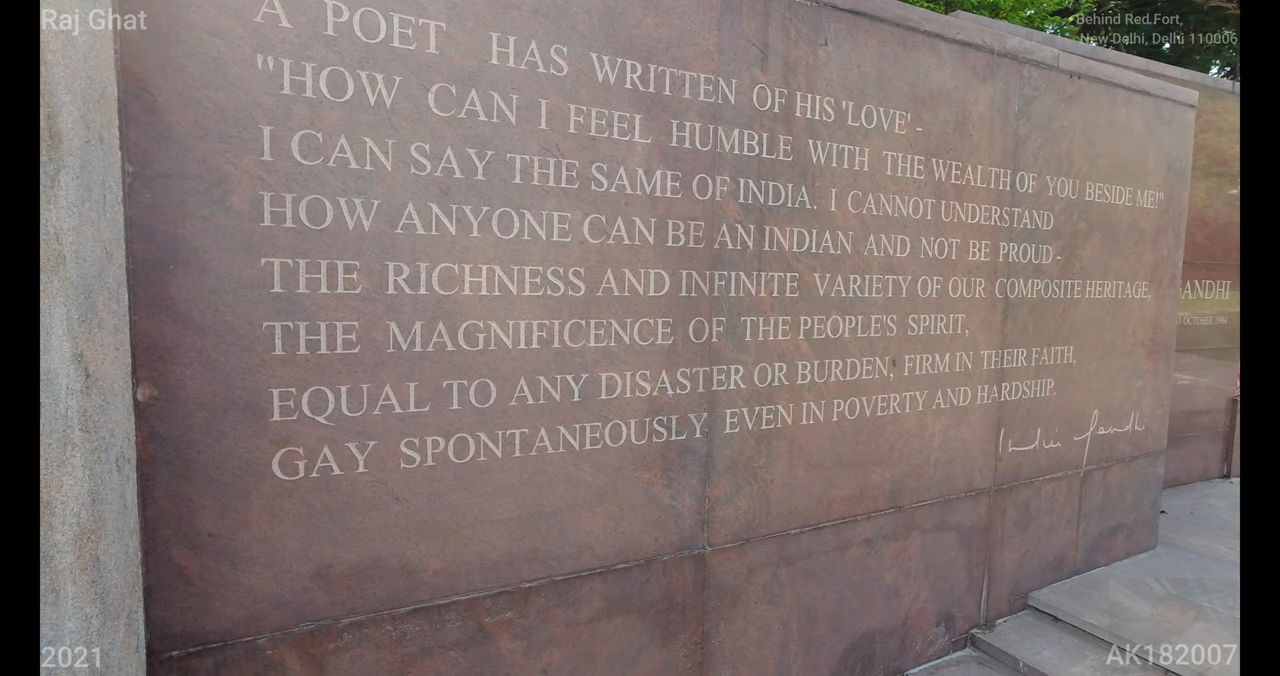 Raj Ghat
Behind Red Fort,
New Delhi, Delhi 110006
A POET HAS WRITTEN OF HIS 'LOVE' -
"HOW CAN I FEEL HUMBLE WITH THE WEALTH OF YOU BESIDE ME!"
I CAN SAY THE SAME OF INDIA. I CANNOT UNDERSTAND
HOW ANYONE CAN BE AN INDIAN AND NOT BE PROUD -
THE RICHNESS AND INFINITE VARIETY OF OUR COMPOSITE HERITAGE,
THE MAGNIFICENCE OF THE PEOPLE'S SPIRIT,
EQUAL TO ANY DISASTER OR BURDEN, FIRM IN THEIR FAITH,
GAY SPONTANEOUSLY EVEN IN POVERTY AND HARDSHIP.
Indira Gandhi
ANDHI
OCTOBER 1984
2021
AK182007